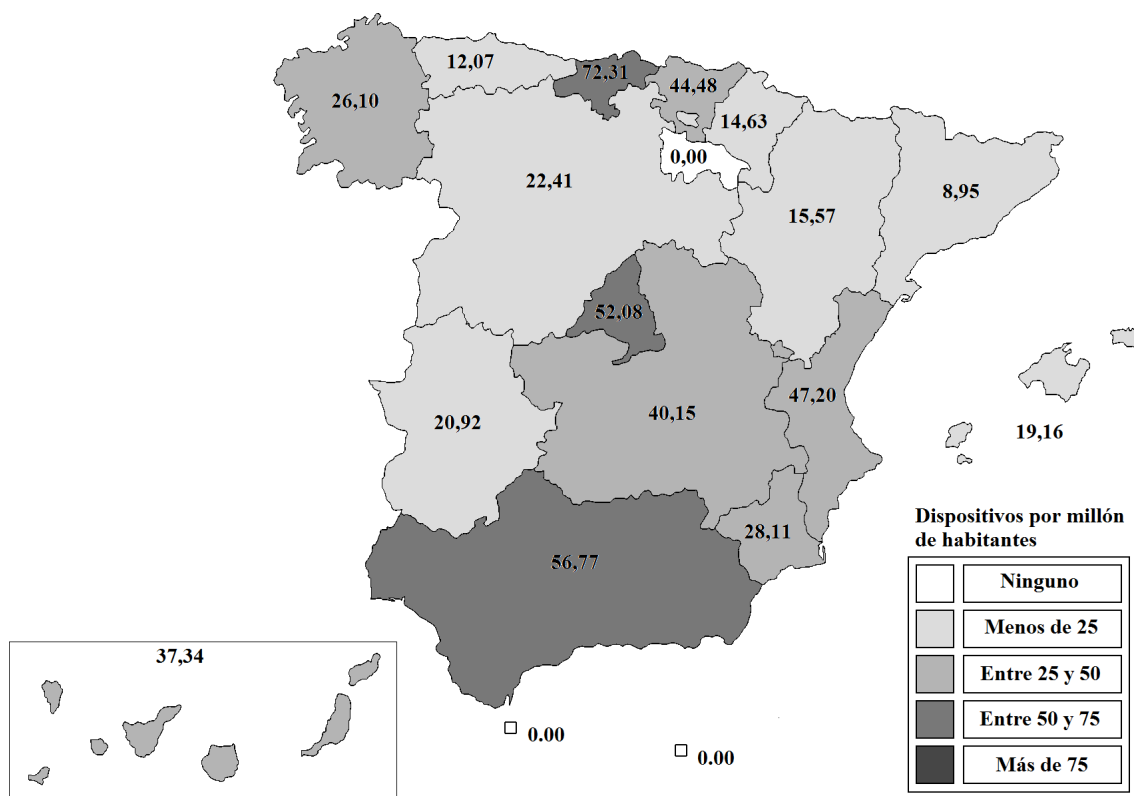 12,07
72,31
44,48
26,10
14,63
0,00
22,41
8,95
15,57
52,08
47,20
40,15
20,92
19,16
28,11
56,77
37,34
0.00
0.00
Dispositivos por millón
de habitantes
Ninguno
Menos de 25
Entre 25 y 50
Entre 50 y 75
Más de 75